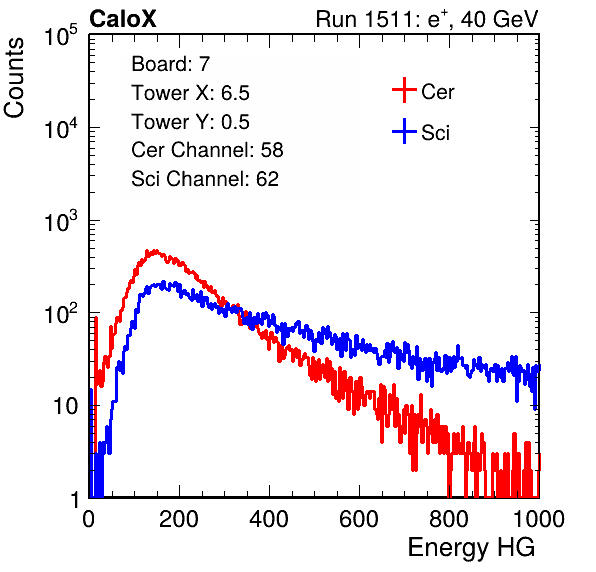 CaloX Run 1511: e⁺, 40 GeV
Counts
Board: 7
Tower X: 6.5
Tower Y: 0.5
Cer Channel: 58
Sci Channel: 62
Cer
Sci
10⁵
10⁴
10³
10²
10
1
0 200 400 600 800 1000
Energy HG